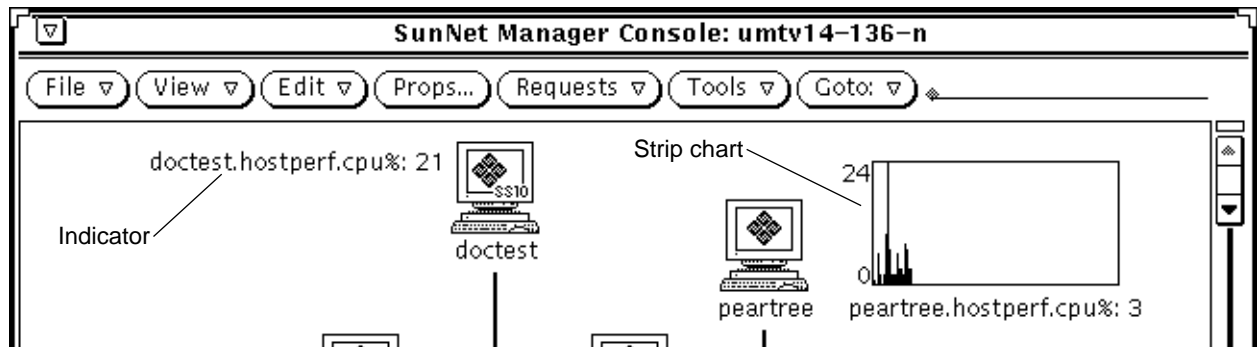 SunNet Manager Console: umtv14-136-n
File View Edit Props... Requests Tools Goto:
doctest.hostperf.cpu%: 21
SS10
Strip chart
24
Indicator
doctest
0
peartree
peartree.hostperf.cpu%: 3